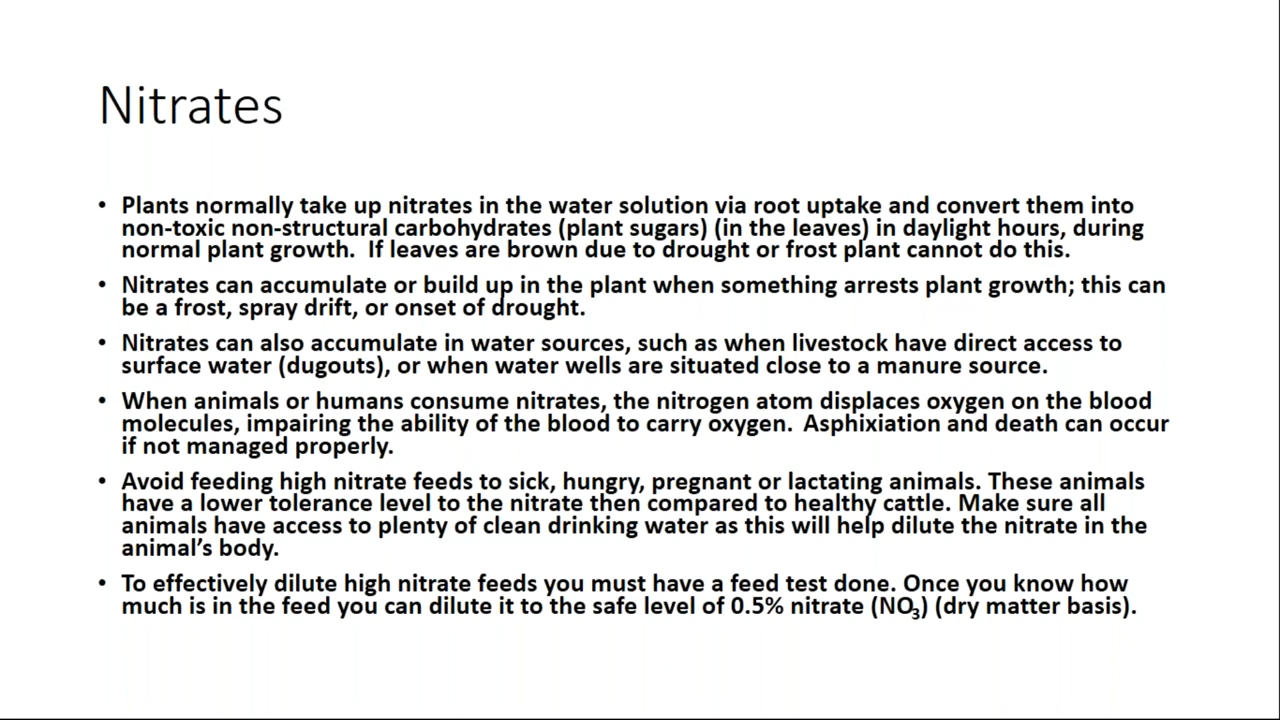 Nitrates
• Plants normally take up nitrates in the water solution via root uptake and convert them into
non-toxic non-structural carbohydrates (plant sugars) (in the leaves) in daylight hours, during
normal plant growth.  If leaves are brown due to drought or frost plant cannot do this.
• Nitrates can accumulate or build up in the plant when something arrests plant growth; this can
be a frost, spray drift, or onset of drought.
• Nitrates can also accumulate in water sources, such as when livestock have direct access to
surface water (dugouts), or when water wells are situated close to a manure source.
• When animals or humans consume nitrates, the nitrogen atom displaces oxygen on the blood
molecules, impairing the ability of the blood to carry oxygen.  Asphixiation and death can occur
if not managed properly.
• Avoid feeding high nitrate feeds to sick, hungry, pregnant or lactating animals. These animals
have a lower tolerance level to the nitrate then compared to healthy cattle. Make sure all
animals have access to plenty of clean drinking water as this will help dilute the nitrate in the
animal’s body.
• To effectively dilute high nitrate feeds you must have a feed test done. Once you know how
much is in the feed you can dilute it to the safe level of 0.5% nitrate (NO₃) (dry matter basis).